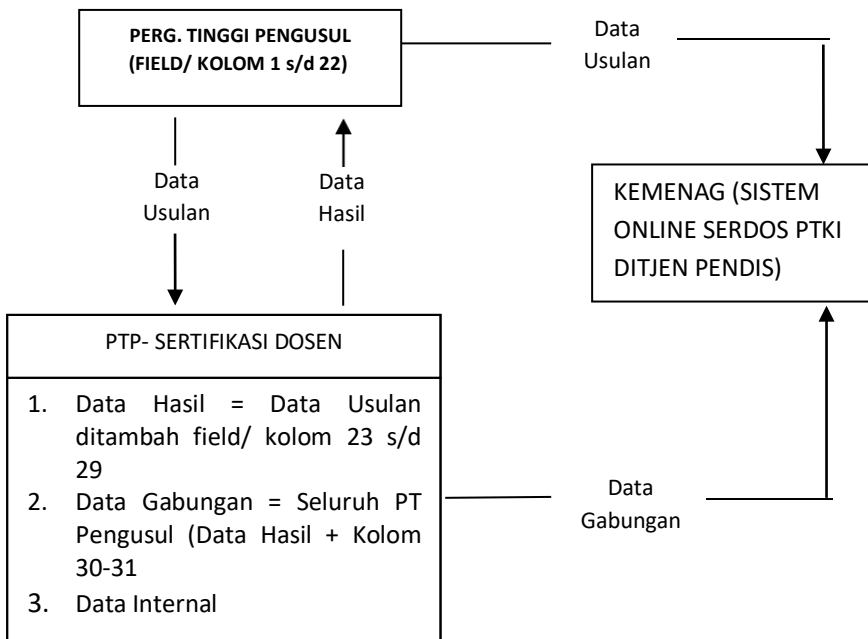 PERG. TINGGI PENGUSUL
(FIELD/ KOLOM 1 s/d 22)
Data
Usulan
Data
Usulan
Data
Hasil
KEMENAG (SISTEM
ONLINE SERDOS PTKI
DITJEN PENDIS)
PTP- SERTIFIKASI DOSEN
1. Data Hasil = Data Usulan
ditambah field/ kolom 23 s/d
29
2. Data Gabungan = Seluruh PT
Pengusul (Data Hasil + Kolom
30-31
3. Data Internal
Data
Gabungan